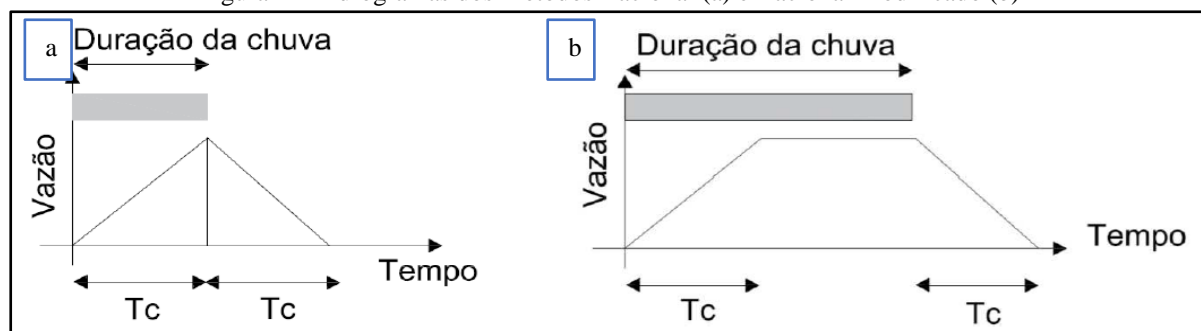 a
Duração da chuva
Vazão
Tempo
Tc
Tc
b
Duração da chuva
Vazão
Tempo
Tc
Tc